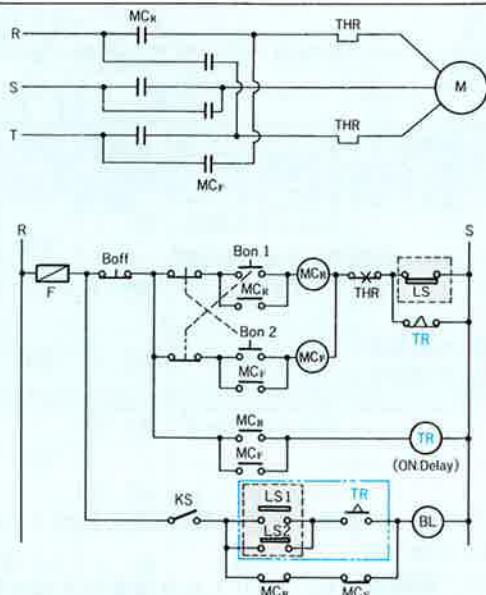 MCR
R
THR
S
M
T
THR
MCF
R
S
Boff
Bon 1
MCR
F
MCR
THR
LS
Bon 2
TR
MCF
MCF
MCR
TR
MCF
(ON.Delay)
KS
LS1
TR
LS2
BL
MCR
MCF